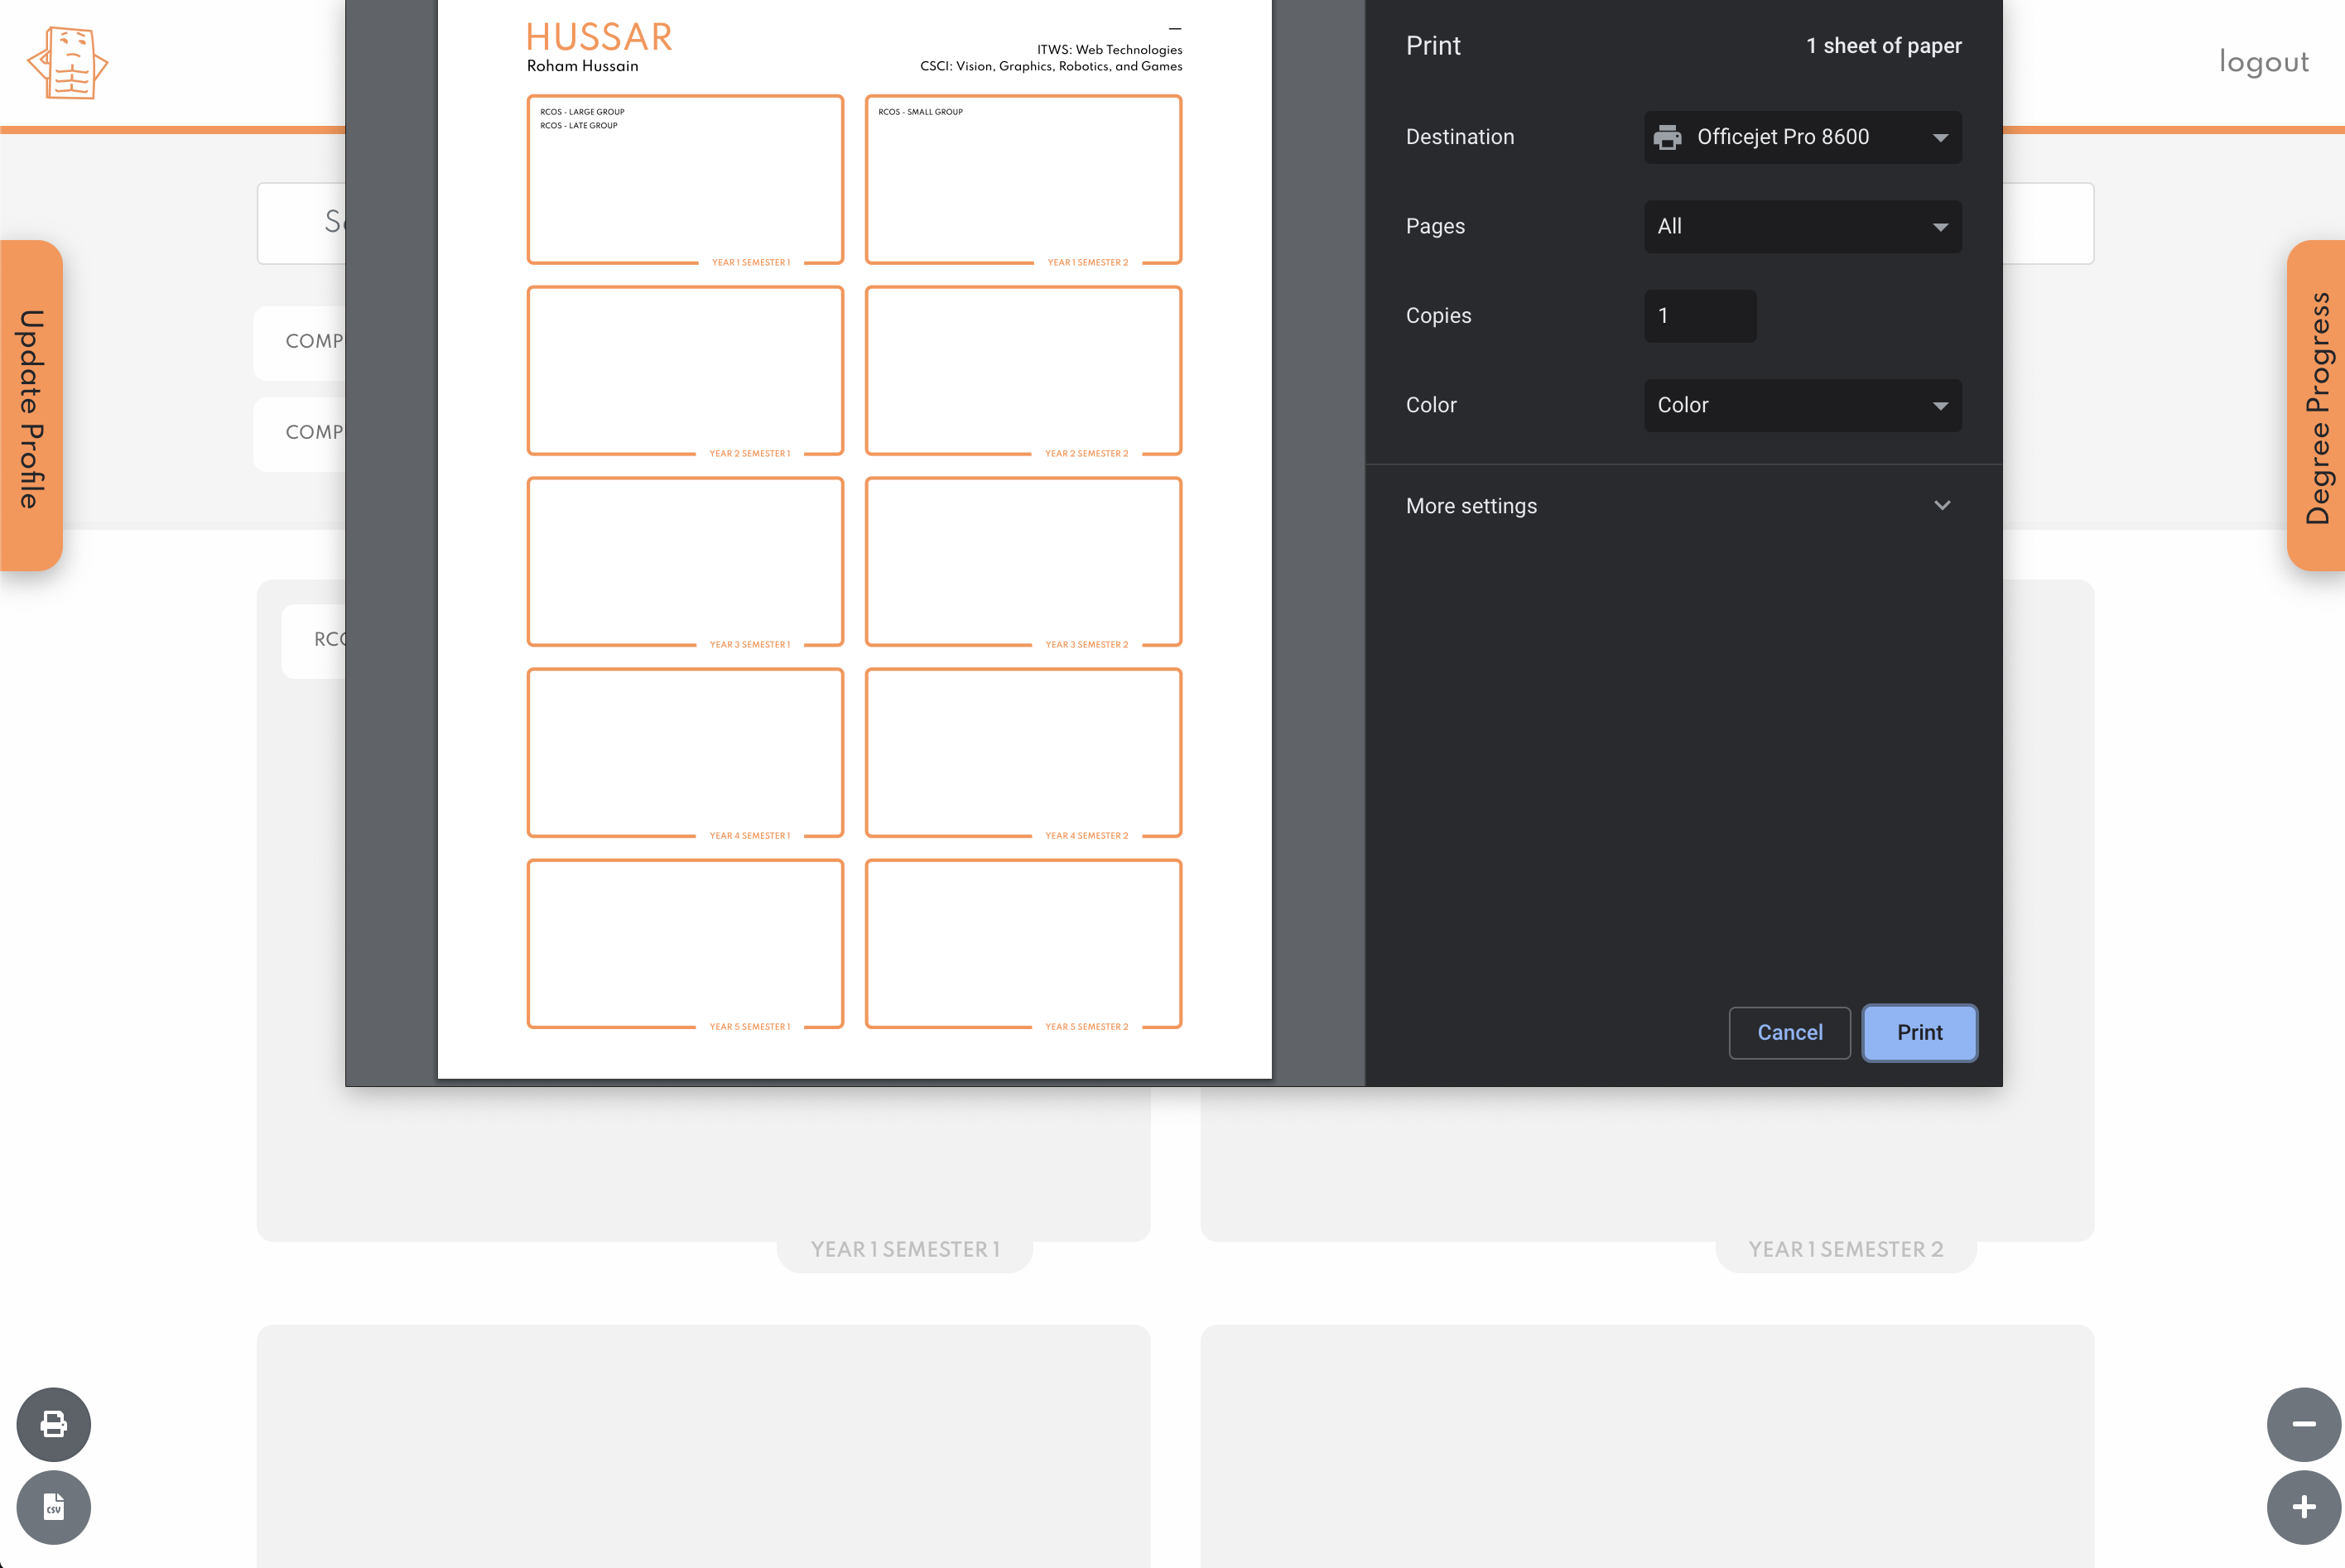 logout
Update Profile
Degree Progress
COMP
COMP
RCO
HUSSAR
Roham Hussain
—
ITWS: Web Technologies
CSCI: Vision, Graphics, Robotics, and Games
RCOS - LARGE GROUP
RCOS - LATE GROUP
YEAR 1 SEMESTER 1
RCOS - SMALL GROUP
YEAR 1 SEMESTER 2
YEAR 2 SEMESTER 1
YEAR 2 SEMESTER 2
YEAR 3 SEMESTER 1
YEAR 3 SEMESTER 2
YEAR 4 SEMESTER 1
YEAR 4 SEMESTER 2
YEAR 5 SEMESTER 1
YEAR 5 SEMESTER 2
Print
1 sheet of paper
Destination
Officejet Pro 8600
Pages
All
Copies
1
Color
Color
More settings
Cancel
Print
YEAR 1 SEMESTER 1
YEAR 1 SEMESTER 2
CSV